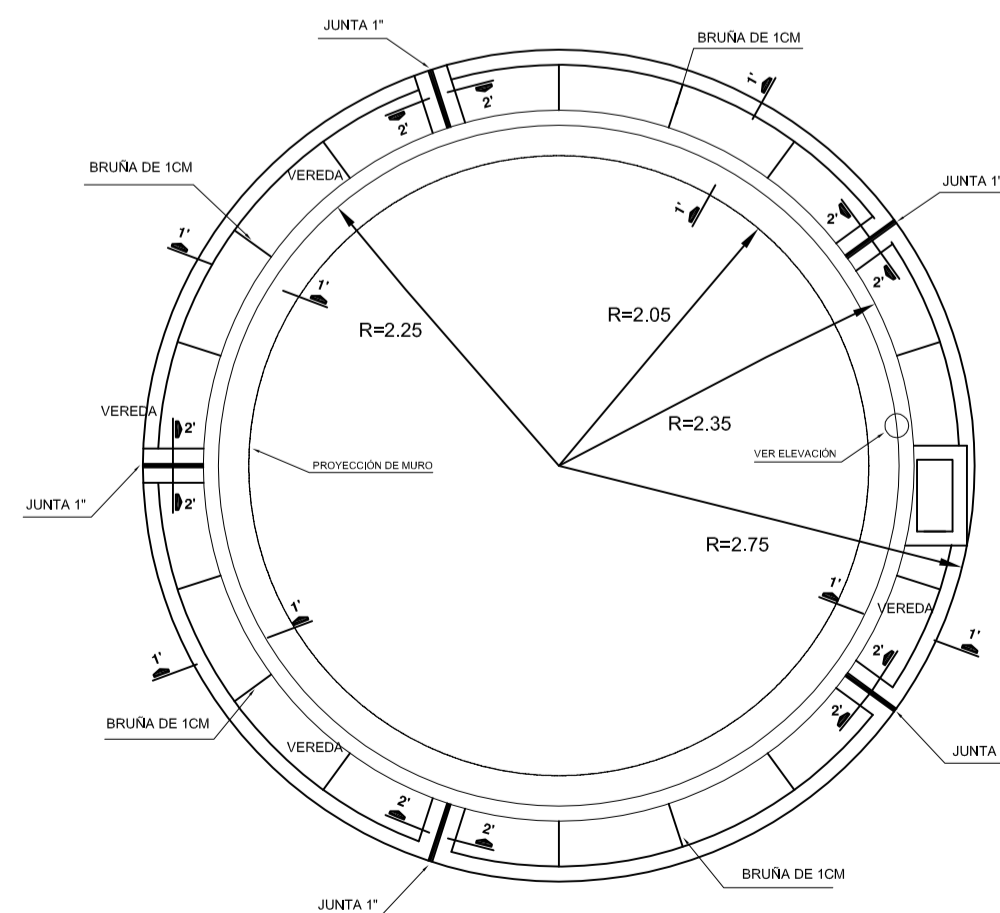 JUNTA 1"
BRUÑA DE 1CM
1'
2'
2'
2'
2'
BRUÑA DE 1CM
VEREDA
JUNTA 1"
1'
2'
1'
2'
1'
R=2.25
R=2.05
VEREDA
R=2.35
2'
VER ELEVACIÓN
PROYECCIÓN DE MURO
2'
JUNTA 1"
R=2.75
1'
1'
VEREDA
1'
2'
1'
2'
BRUÑA DE 1CM
VEREDA
JUNTA
2'
2'
BRUÑA DE 1CM
JUNTA 1"